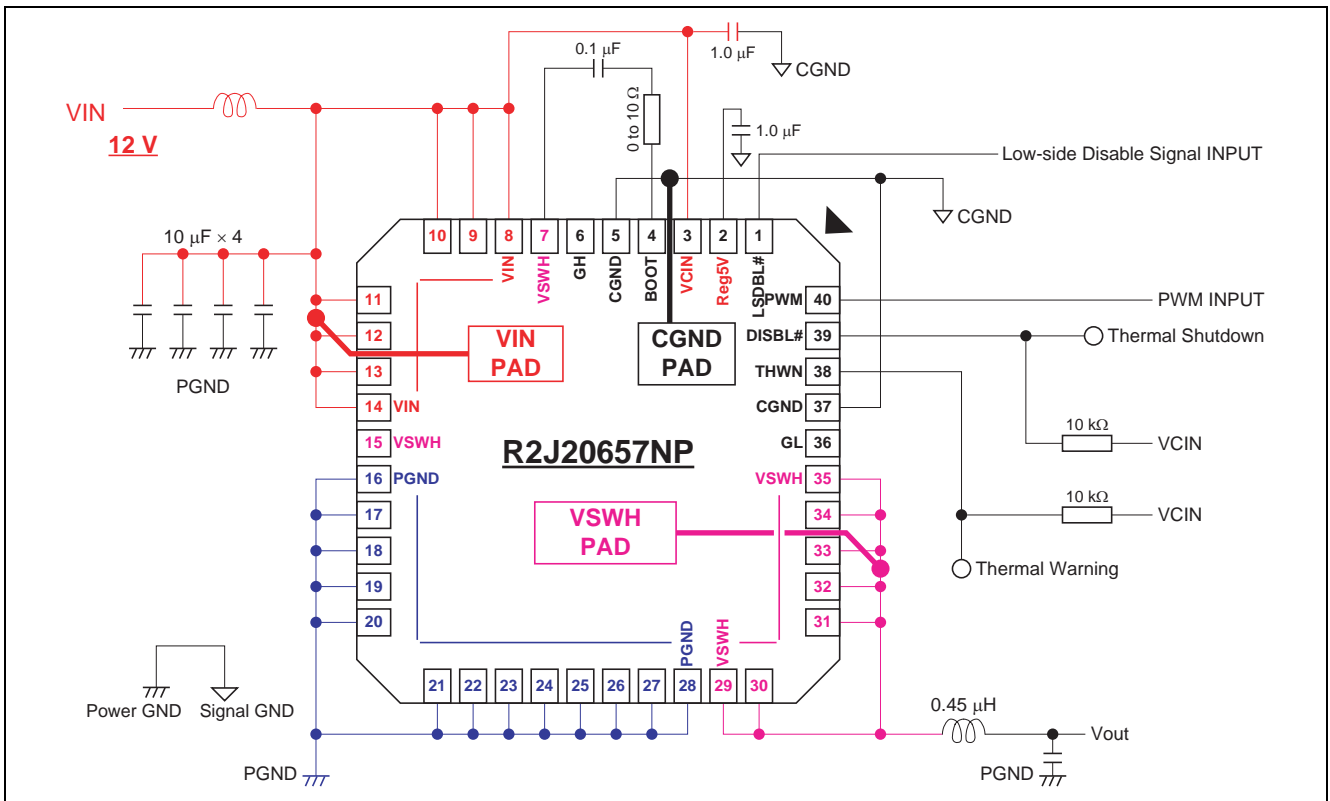 0.1 μF
1.0 μF
CGND
VIN
12 V
0 to 10 Ω
1.0 μF
Low-side Disable Signal INPUT
CGND
10 9 8 7 6 5 4 3 2 1
VIN VSWH GH CGND BOOT VCIN Reg5V LSDBL#
10 μF × 4
PGND
11
12
13
14 VIN
15 VSWH
16 PGND
17
18
19
20
VIN
PAD
CGND
PAD
R2J20657NP
VSWH
PAD
PWM 40
DISBL# 39
THWN 38
CGND 37
GL 36
VSWH 35
34
33
32
31
PWM INPUT
Thermal Shutdown
10 kΩ
VCIN
10 kΩ
VCIN
Thermal Warning
PGND VSWH
21 22 23 24 25 26 27 28 29 30
Power GND Signal GND
PGND
0.45 μH
Vout
PGND